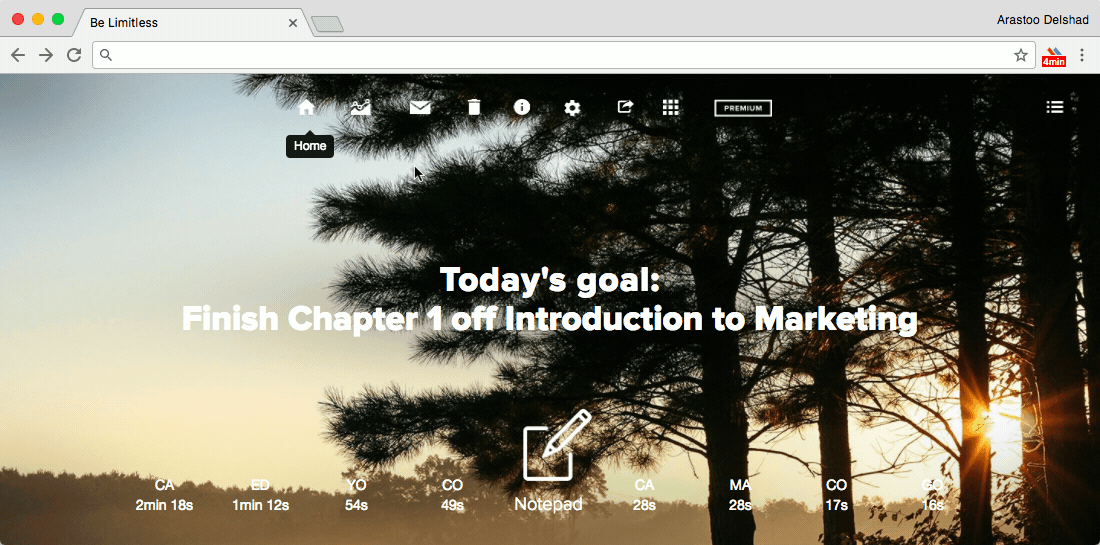 Be Limitless
Arastoo Delshad
4min
PREMIUM
Home
Today's goal:
Finish Chapter 1 off Introduction to Marketing
CA ED YO CO CA MA CO GO
2min 18s 1min 12s 54s 49s Notepad 28s 28s 17s 16s